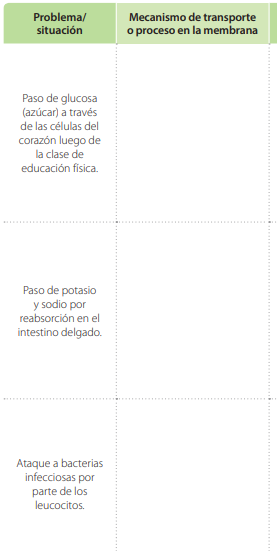 Problema/
situación
Mecanismo de transporte
o proceso en la membrana
Paso de glucosa
(azúcar) a través
de las células del
corazón luego de
la clase de
educación física.
Paso de potasio
y sodio por
reabsorción en el
intestino delgado.
Ataque a bacterias
infecciosas por
parte de los
leucocitos.